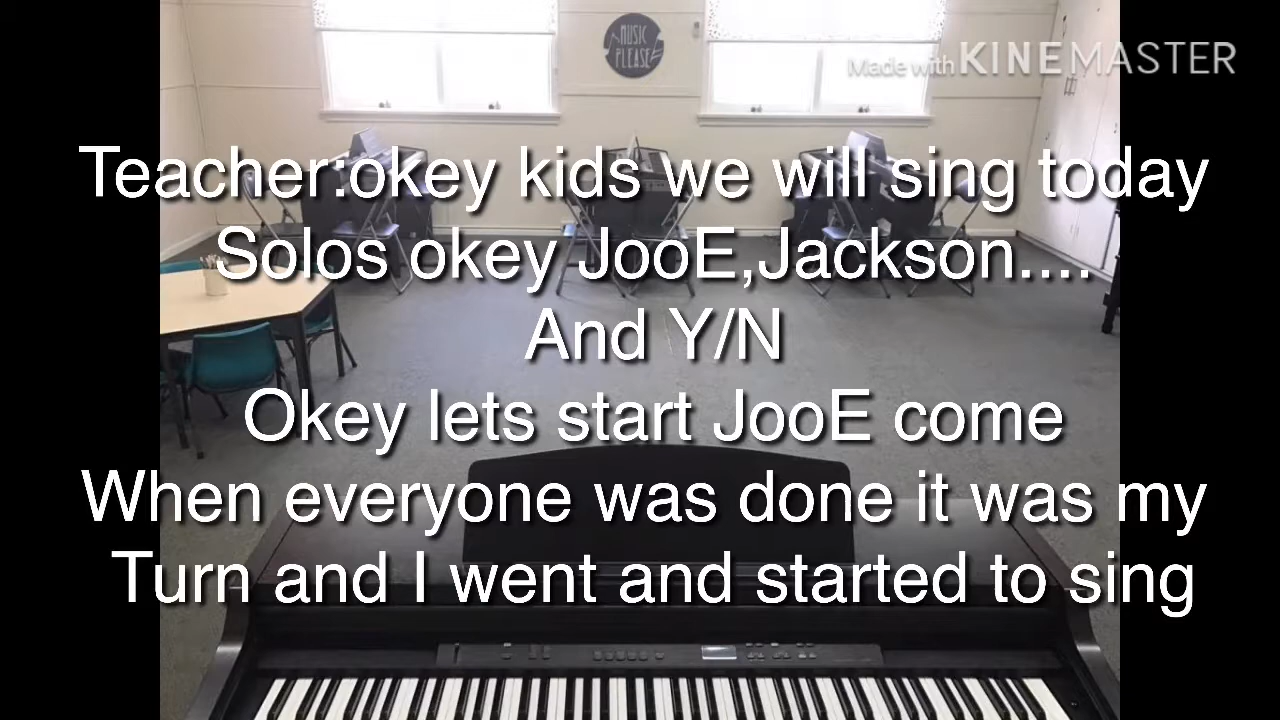 MUSIC
PLEASE
Made with KINEMASTER
Teacher:okey kids we will sing today
Solos okey JooE,Jackson....
And Y/N
Okey lets start JooE come
When everyone was done it was my
Turn and I went and started to sing